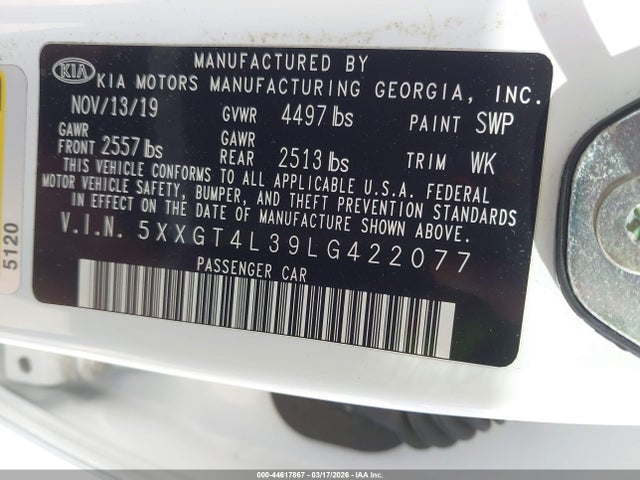 MANUFACTURED BY
KIA KIA MOTORS MANUFACTURING GEORGIA, INC.
NOV/13/19 GVWR 4497 lbs PAINT SWP
GAWR FRONT 2557 lbs GAWR REAR 2513 lbs TRIM WK
THIS VEHICLE CONFORMS TO ALL APPLICABLE U.S.A. FEDERAL
MOTOR VEHICLE SAFETY, BUMPER, AND THEFT PREVENTION STANDARDS
IN EFFECT ON THE DATE OF MANUFACTURE SHOWN ABOVE.
V.I.N. 5XXGT4L39LG422077
PASSENGER CAR
5120
000-44617867 - 03/17/2026 - IAAI, Inc.